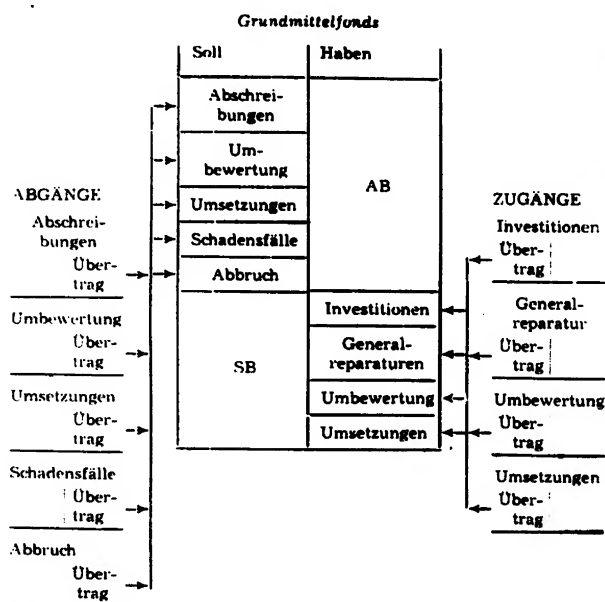 Grundmittelfonds
Soll
Haben
Abschrei-
bungen
Um-
bewertung
Umsetzungen
Schadensfälle
Abbruch
SB
AB
Investitionen
General-
reparaturen
Umbewertung
Umsetzungen
ABGÄNGE
Abschrei-
bungen
Über-
trag
Umbewertung
Über-
trag
Umsetzungen
Über-
trag
Schadensfälle
Über-
trag
Abbruch
Über-
trag
ZUGÄNGE
Investitionen
Über-
trag
General-
reparatur
Über-
trag
Umbewertung
Über-
trag
Umsetzungen
Über-
trag